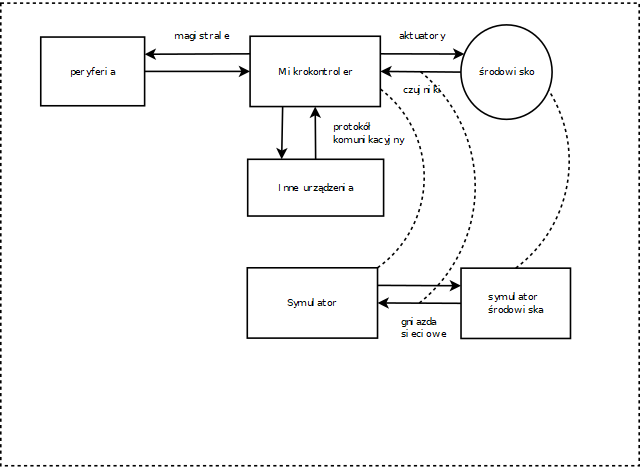 magistrale
aktuatory
peryferia
Mikrokontroler
środowisko
czujniki
protokół
komunikacyjny
Inne urządzenia
Symulator
symulator
środowiska
gniazda
sieciowe